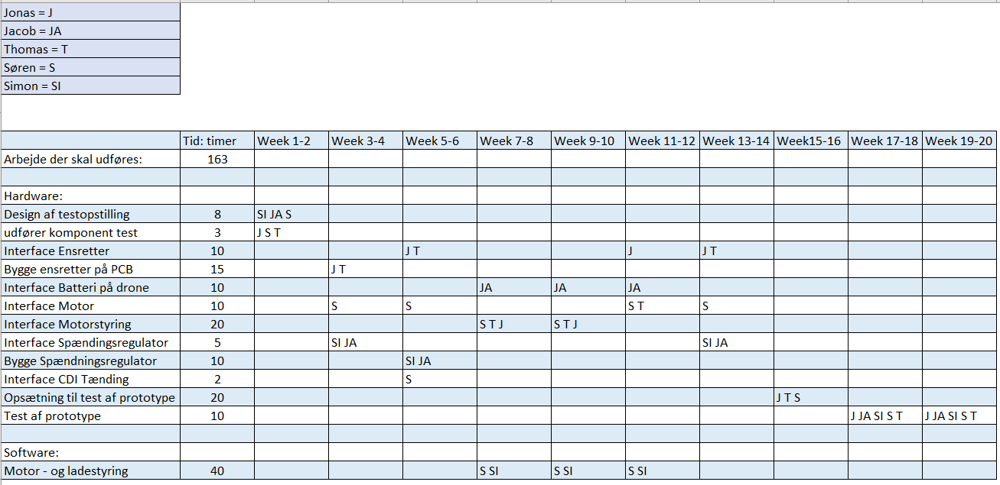 Jonas = J
Jacob = JA
Thomas = T
Søren = S
Simon = SI
Tid: timer Week 1-2 Week 3-4 Week 5-6 Week 7-8 Week 9-10 Week 11-12 Week 13-14 Week15-16 Week 17-18 Week 19-20
Arbejde der skal udføres: 163
Hardware:
Design af testopstilling 8 SI JA S
udfører komponent test 3 J S T
Interface Ensretter 10 J T J J T
Bygge ensretter på PCB 15 J T
Interface Batteri på drone 10 JA JA JA
Interface Motor 10 S S S T S
Interface Motorstyring 20 S T J S T J
Interface Spændingsregulator 5 SI JA SI JA
Bygge Spændningsregulator 10 SI JA
Interface CDI Tænding 2 S
Opsætning til test af prototype 20 J T S
Test af prototype 10 J JA SI S T J JA SI S T
Software:
Motor - og ladestyring 40 S SI S SI S SI